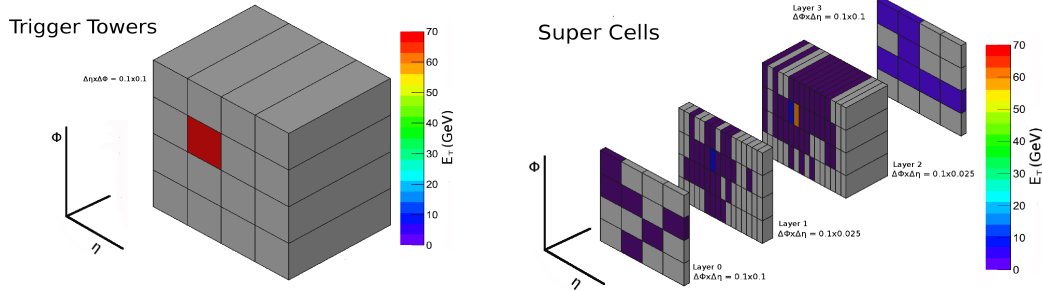 Trigger Towers
ΔηxΔΦ = 0.1x0.1
Φ
η
70
60
50
40
30
20
10
0
E_T (GeV)
Super Cells
Layer 3
ΔΦxΔη = 0.1x0.1
Layer 2
ΔΦxΔη = 0.1x0.025
Layer 1
ΔΦxΔη = 0.1x0.025
Layer 0
ΔΦxΔη = 0.1x0.1
Φ
η
70
60
50
40
30
20
10
0
E_T (GeV)